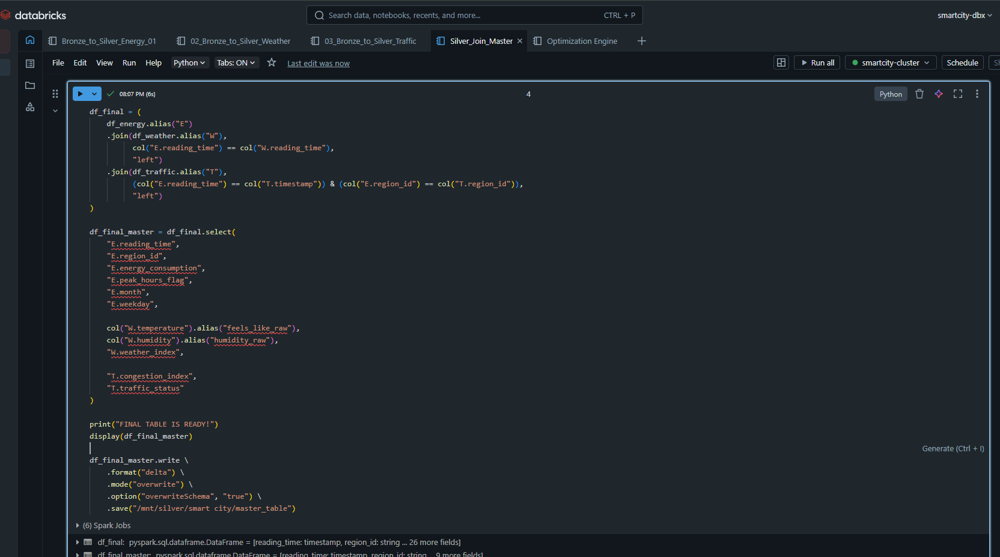 databricks
Search data, notebooks, recents, and more...
CTRL + P
smartcity-dbx
Bronze_to_Silver_Energy_01
02_Bronze_to_Silver_Weather
03_Bronze_to_Silver_Traffic
Silver_Join_Master
Optimization Engine
File Edit View Run Help Python Tabs: ON Last edit was now
Run all
smartcity-cluster
Schedule
08:07 PM (6s)
4
Python
df_final = (
    df_energy.alias("E")
    .join(df_weather.alias("W"),
          col("E.reading_time") == col("W.reading_time"),
          "left")
    .join(df_traffic.alias("T"),
          (col("E.reading_time") == col("T.timestamp")) & (col("E.region_id") == col("T.region_id")),
          "left")
)
df_final_master = df_final.select(
    "E.reading_time",
    "E.region_id",
    "E.energy_consumption",
    "E.peak_hours_flag",
    "E.month",
    "E.weekday",
    col("W.temperature").alias("feels_like_raw"),
    col("W.humidity").alias("humidity_raw"),
    "W.weather_index",
    "T.congestion_index",
    "T.traffic_status"
)
print("FINAL TABLE IS READY!")
display(df_final_master)
Generate (Ctrl + I)
df_final_master.write \
    .format("delta") \
    .mode("overwrite") \
    .option("overwriteSchema", "true") \
    .save("/mnt/silver/smart city/master_table")
(6) Spark Jobs
df_final: pyspark.sql.dataframe.DataFrame = [reading_time: timestamp, region_id: string ... 26 more fields]
df_final_master: pyspark.sql.dataframe.DataFrame = [reading_time: timestamp, region_id: string ... 9 more fields]